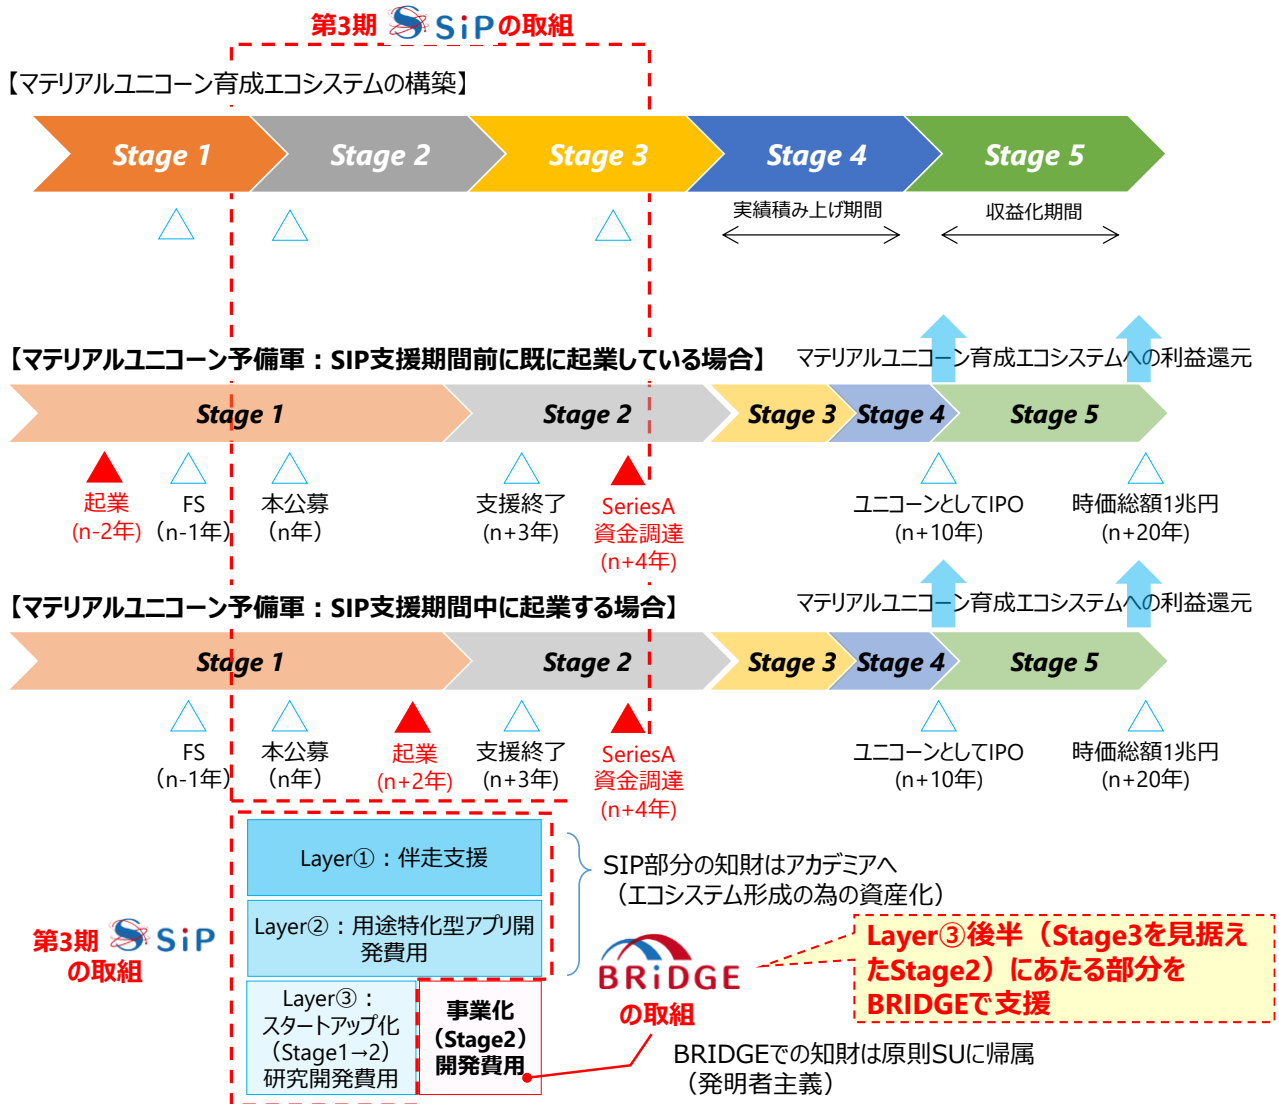 第3期 SiPの取組
【マテリアルユニコーン育成エコシステムの構築】
Stage 1
Stage 2
Stage 3
Stage 4
Stage 5
実績積み上げ期間
収益化期間
【マテリアルユニコーン予備軍：SIP支援期間前に既に起業している場合】
マテリアルユニコーン育成エコシステムへの利益還元
Stage 1
Stage 2
Stage 3
Stage 4
Stage 5
起業
(n-2年)
FS
（n-1年）
本公募
（n年）
支援終了
(n+3年)
SeriesA
資金調達
(n+4年)
ユニコーンとしてIPO
(n+10年)
時価総額1兆円
(n+20年)
【マテリアルユニコーン予備軍：SIP支援期間中に起業する場合】
マテリアルユニコーン育成エコシステムへの利益還元
Stage 1
Stage 2
Stage 3
Stage 4
Stage 5
FS
（n-1年）
本公募
（n年）
起業
(n+2年)
支援終了
(n+3年)
SeriesA
資金調達
(n+4年)
ユニコーンとしてIPO
(n+10年)
時価総額1兆円
(n+20年)
第3期 SiP
の取組
Layer①：伴走支援
Layer②：用途特化型アプリ開
発費用
Layer③：
スタートアップ化
（Stage1→2）
研究開発費用
事業化
（Stage2）
開発費用
SIP部分の知財はアカデミアへ
（エコシステム形成の為の資産化）
BRiDGE
の取組
Layer③後半（Stage3を見据え
たStage2）にあたる部分を
BRIDGEで支援
BRIDGEでの知財は原則SUに帰属
（発明者主義）